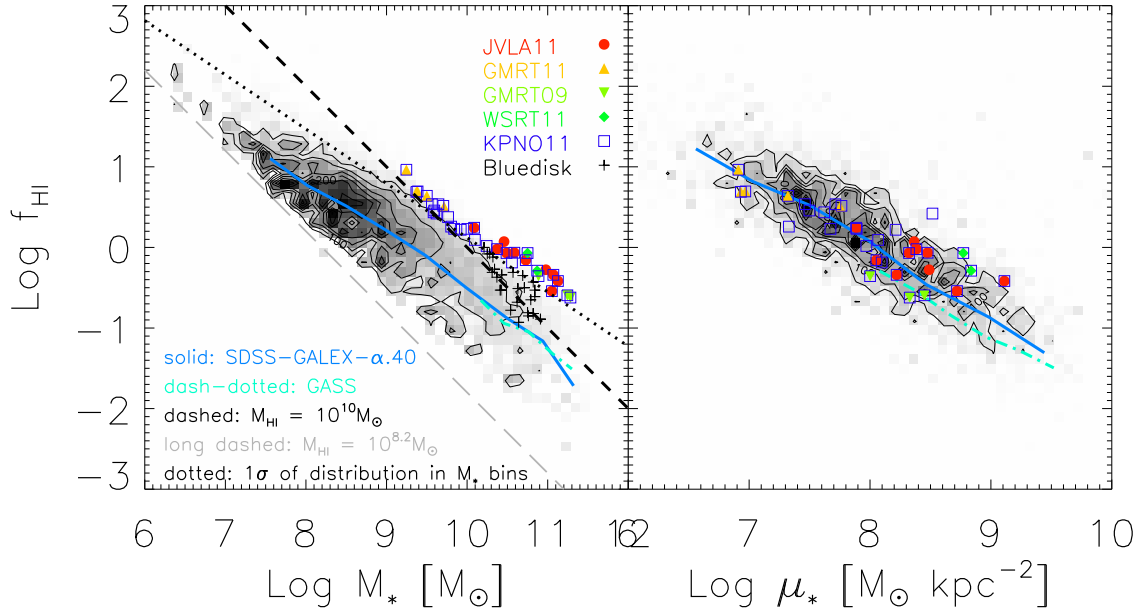 3
2
1
0
−1
−2
−3
Log f_HI
JVLA11
GMRT11
GMRT09
WSRT11
KPNO11
Bluedisk
solid: SDSS−GALEX−α.40
dash−dotted: GASS
dashed: M_HI = 10^10 M_⊙
long dashed: M_HI = 10^8.2 M_⊙
dotted: 1σ of distribution in M_* bins
6 7 8 9 10 11 12
6 7 8 9 10
Log M_* [M_⊙]
Log μ_* [M_⊙ kpc^−2]